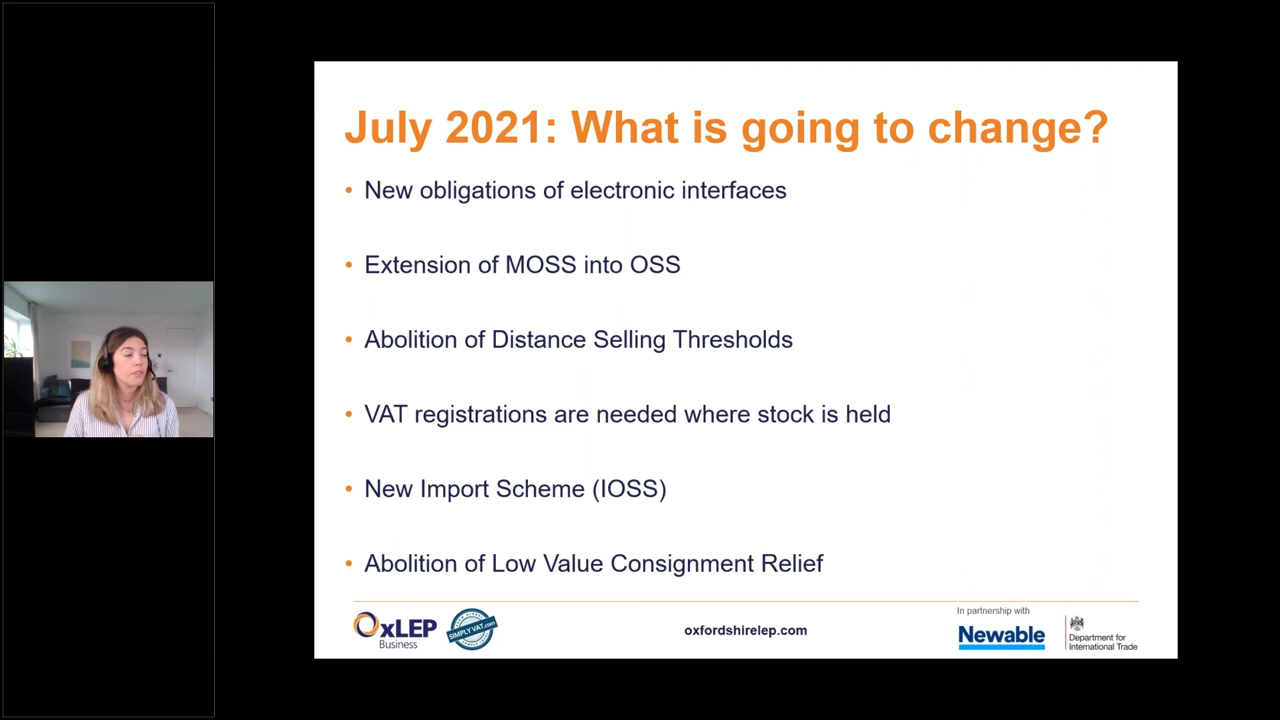 July 2021: What is going to change?
• New obligations of electronic interfaces
• Extension of MOSS into OSS
• Abolition of Distance Selling Thresholds
• VAT registrations are needed where stock is held
• New Import Scheme (IOSS)
• Abolition of Low Value Consignment Relief
OxLEP
Business
SIMPLY VAT.com
oxfordshirelep.com
In partnership with
Newable
Department for
International Trade